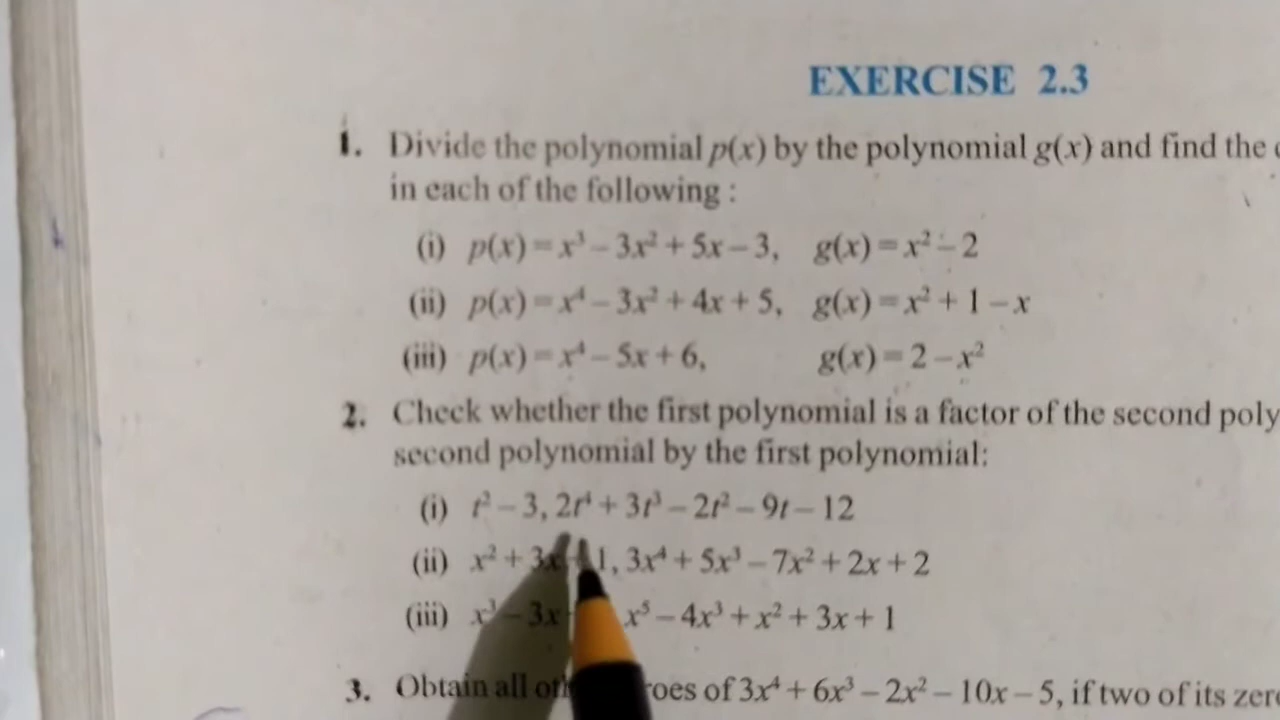 EXERCISE 2.3
1. Divide the polynomial p(x) by the polynomial g(x) and find the
in each of the following :
(i) p(x) = x³ – 3x² + 5x – 3, g(x) = x² – 2
(ii) p(x) = x⁴ – 3x² + 4x + 5, g(x) = x² + 1 – x
(iii) p(x) = x⁴ – 5x + 6, g(x) = 2 – x²
2. Check whether the first polynomial is a factor of the second poly
second polynomial by the first polynomial:
(i) t² – 3, 2t⁴ + 3t³ – 2t² – 9t – 12
(ii) x² + 3x + 1, 3x⁴ + 5x³ – 7x² + 2x + 2
(iii) x³ – 3x x⁵ – 4x³ + x² + 3x + 1
3. Obtain all roes of 3x⁴ + 6x³ – 2x² – 10x – 5, if two of its zero